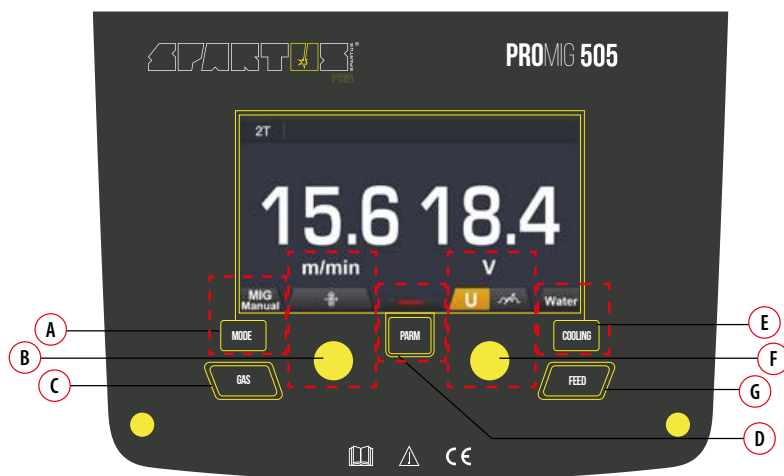 SPARTUS®
SPARTUS
PRO
PROMIG 505
2T
15.6 18.4
m/min V
MIG
Manual
U
Water
A
MODE
PARM
COOLING
E
B
F
C
GAS
FEED
G
D
CE